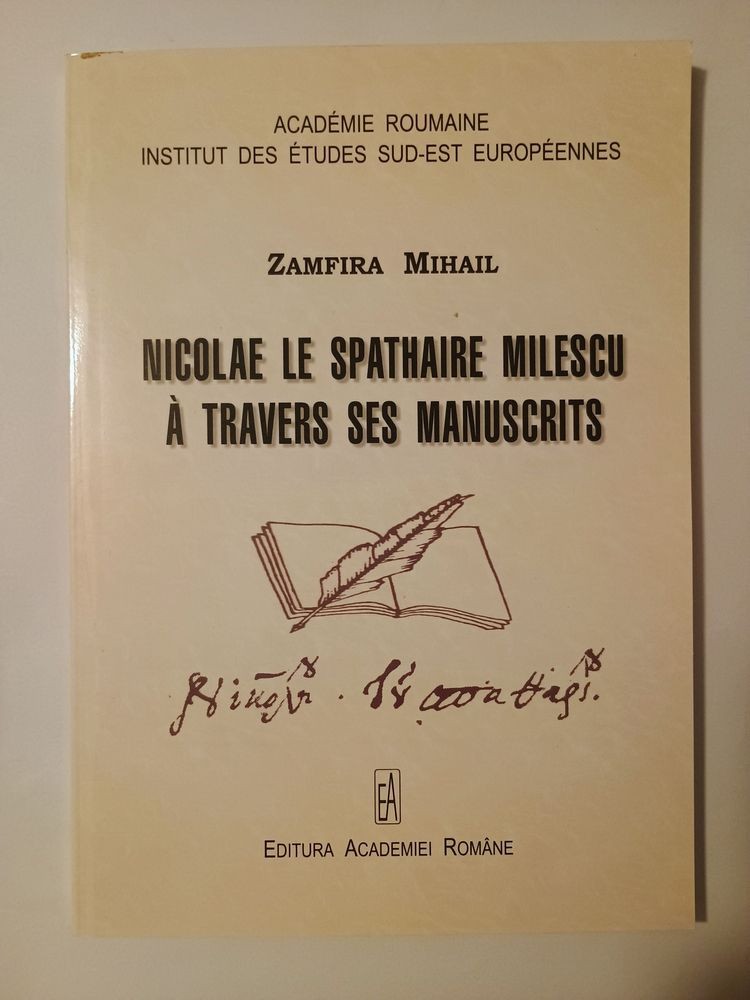 ACADÉMIE ROUMAINE
INSTITUT DES ÉTUDES SUD-EST EUROPÉENNES
ZAMFIRA MIHAIL
NICOLAE LE SPATHAIRE MILESCU
À TRAVERS SES MANUSCRITS
EA
EDITURA ACADEMIEI ROMÂNE